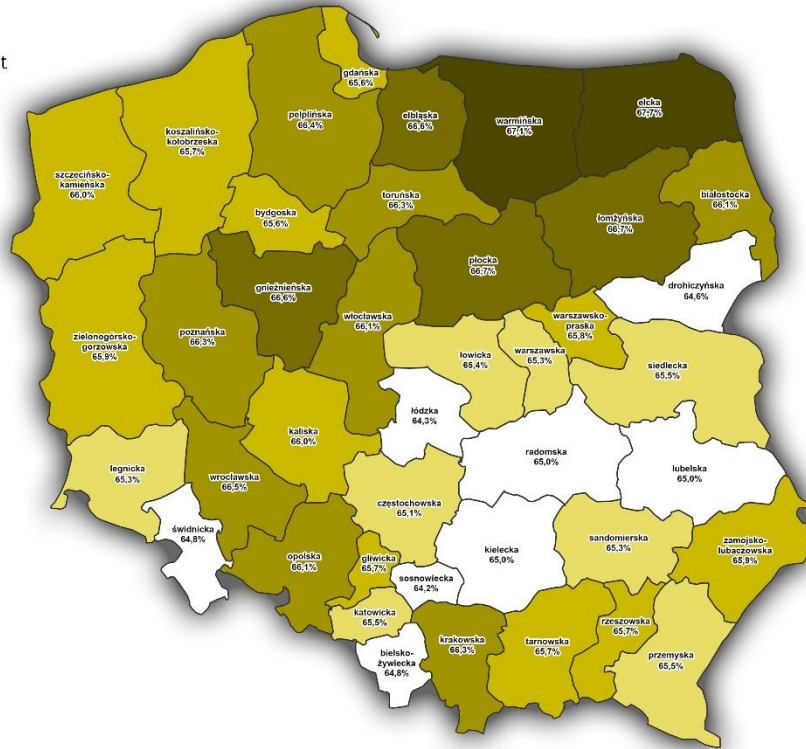 t
gdańska
65,6%
koszalińsko-
kołobrzeska
65,7%
pelplińska
66,4%
elbląska
66,6%
warmińska
67,1%
ełcka
67,7%
szczecińsko-
kamieńska
66,0%
bydgoska
65,6%
toruńska
66,3%
łomżyńska
66,7%
białostocka
66,1%
płocka
66,7%
drohiczyńska
64,6%
gnieźnieńska
66,6%
zielonogórsko-
gorzowska
65,9%
poznańska
66,3%
włocławska
66,1%
warszawsko-
praska
65,8%
łowicka
65,4%
warszawska
65,3%
siedlecka
65,5%
łódzka
64,3%
kaliska
66,0%
radomska
65,0%
lubelska
65,0%
legnicka
65,3%
wrocławska
66,5%
częstochowska
65,1%
świdnicka
64,8%
opolska
66,1%
gliwicka
65,7%
sosnowiecka
64,2%
kielecka
65,0%
sandomierska
65,3%
zamojsko-
lubaczowska
65,9%
katowicka
65,5%
bielsko-
żywiecka
64,8%
krakowska
66,3%
tarnowska
65,7%
rzeszowska
65,7%
przemyska
65,5%